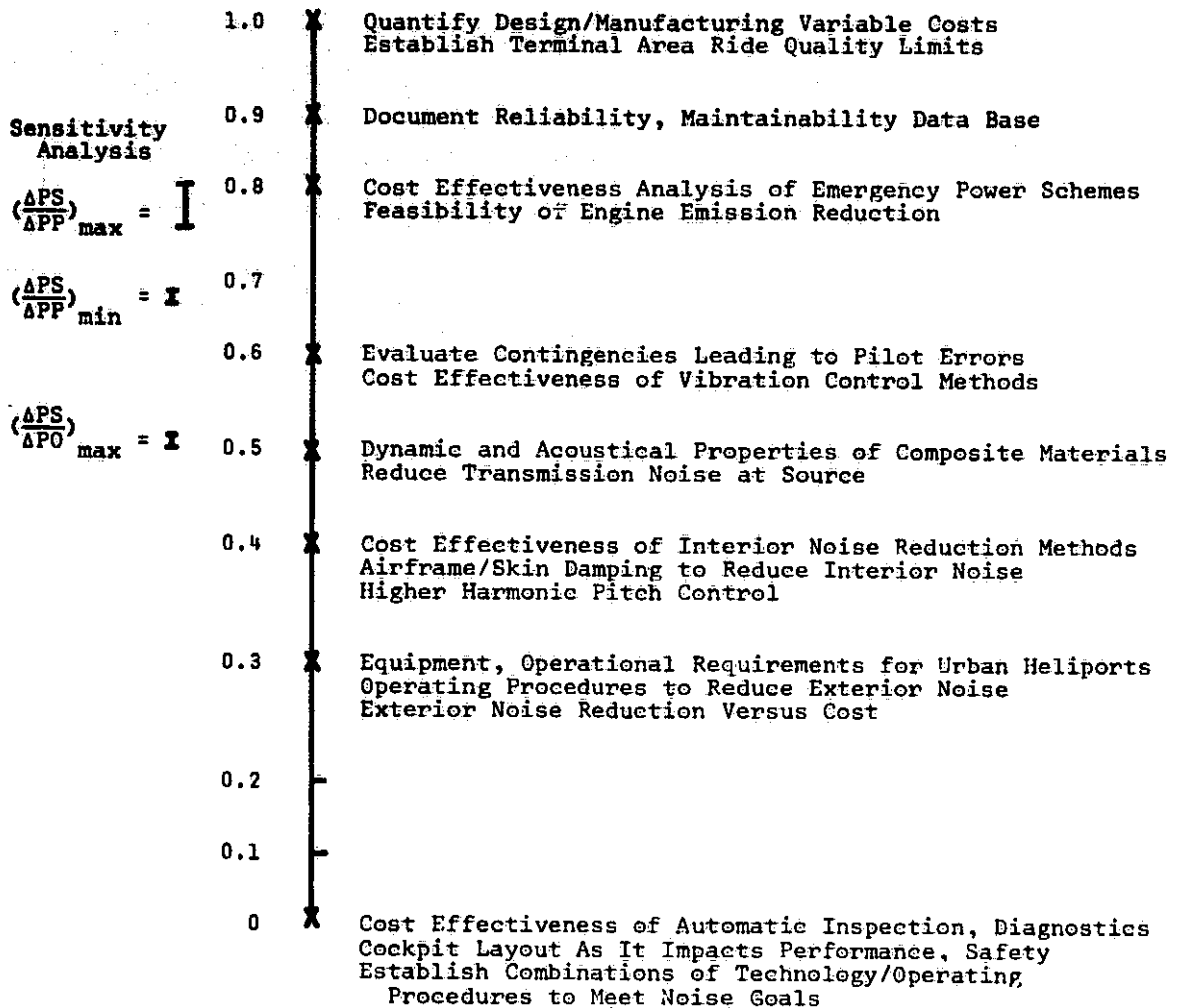 1.0 X Quantify Design/Manufacturing Variable Costs
Establish Terminal Area Ride Quality Limits
0.9 X Document Reliability, Maintainability Data Base
Sensitivity
Analysis
0.8 X Cost Effectiveness Analysis of Emergency Power Schemes
Feasibility of Engine Emission Reduction
(ΔPS/ΔPP)max = I
0.7
(ΔPS/ΔPP)min = I
0.6 X Evaluate Contingencies Leading to Pilot Errors
Cost Effectiveness of Vibration Control Methods
(ΔPS/ΔPO)max = I
0.5 X Dynamic and Acoustical Properties of Composite Materials
Reduce Transmission Noise at Source
0.4 X Cost Effectiveness of Interior Noise Reduction Methods
Airframe/Skin Damping to Reduce Interior Noise
Higher Harmonic Pitch Control
0.3 X Equipment, Operational Requirements for Urban Heliports
Operating Procedures to Reduce Exterior Noise
Exterior Noise Reduction Versus Cost
0.2
0.1
0 X Cost Effectiveness of Automatic Inspection, Diagnostics
Cockpit Layout As It Impacts Performance, Safety
Establish Combinations of Technology/Operating
Procedures to Meet Noise Goals